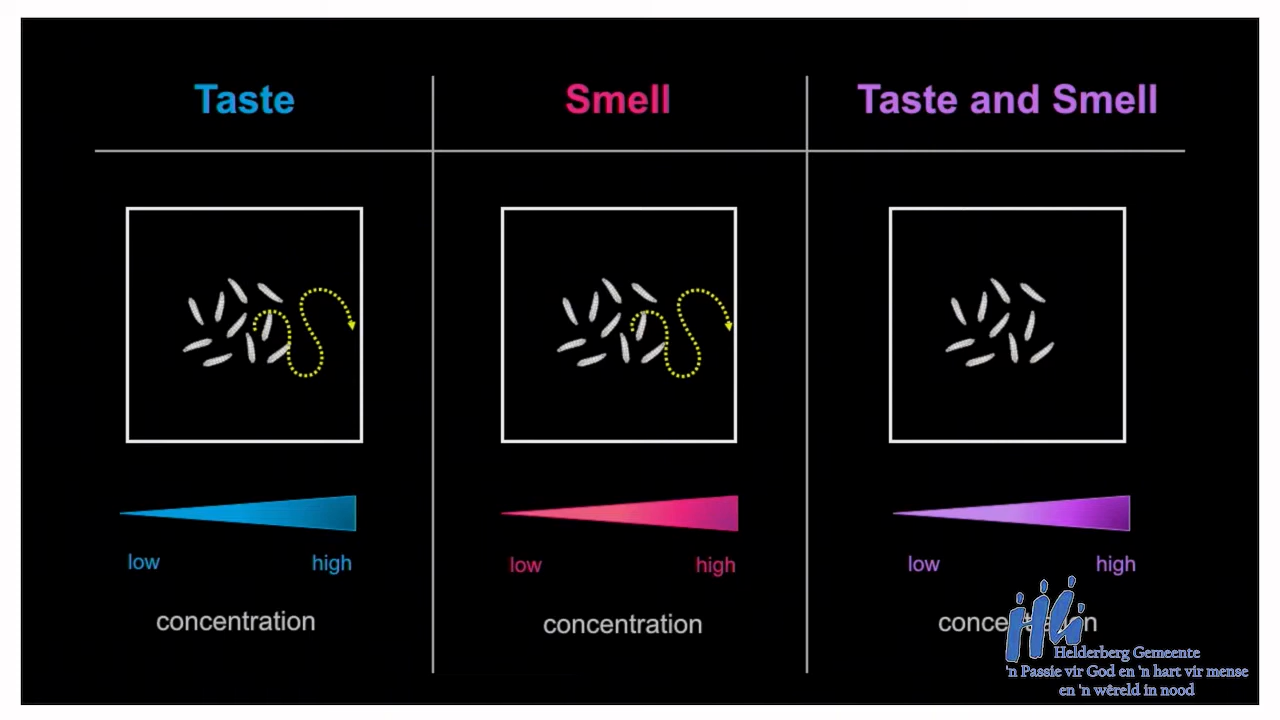 Taste
Smell
Taste and Smell
low
high
low
high
low
high
concentration
concentration
concentration
Helderberg Gemeente
'n Passie vir God en 'n hart vir mense
en 'n wêreld in nood